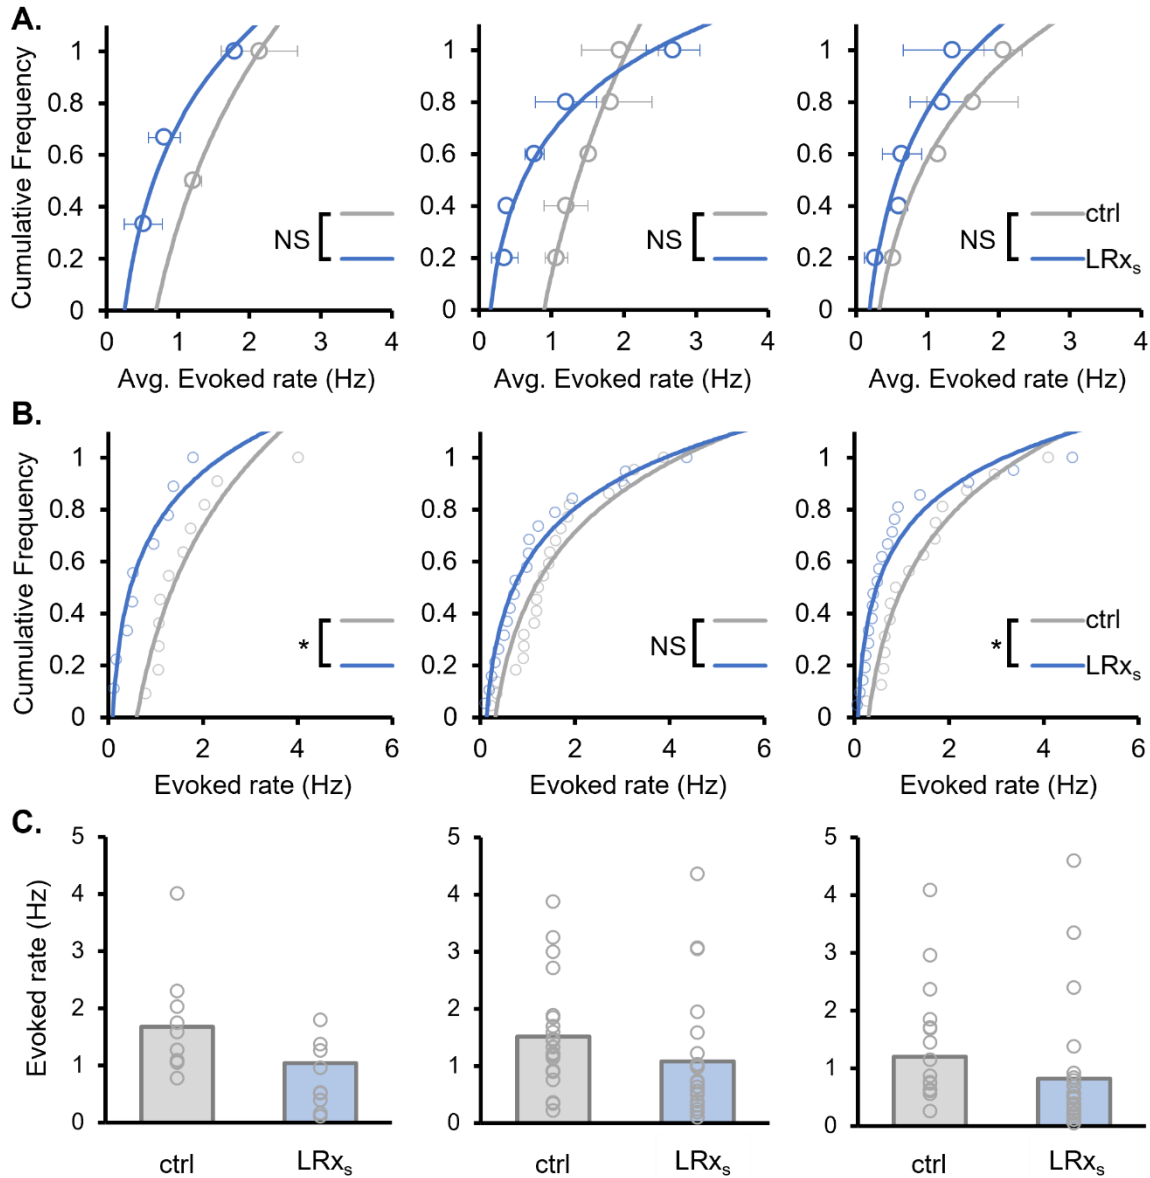 A.
Cumulative Frequency
1
0.8
0.6
0.4
0.2
0
NS
0 1 2 3 4
Avg. Evoked rate (Hz)
1
0.8
0.6
0.4
0.2
0
NS
0 1 2 3 4
Avg. Evoked rate (Hz)
1
0.8
0.6
0.4
0.2
0
NS
ctrl
LRxs
0 1 2 3 4
Avg. Evoked rate (Hz)
B.
Cumulative Frequency
1
0.8
0.6
0.4
0.2
0
*
0 2 4 6
Evoked rate (Hz)
1
0.8
0.6
0.4
0.2
0
NS
0 2 4 6
Evoked rate (Hz)
1
0.8
0.6
0.4
0.2
0
*
ctrl
LRxs
0 2 4 6
Evoked rate (Hz)
C.
Evoked rate (Hz)
5
4
3
2
1
0
ctrl LRxs
5
4
3
2
1
0
ctrl LRxs
5
4
3
2
1
0
ctrl LRxs